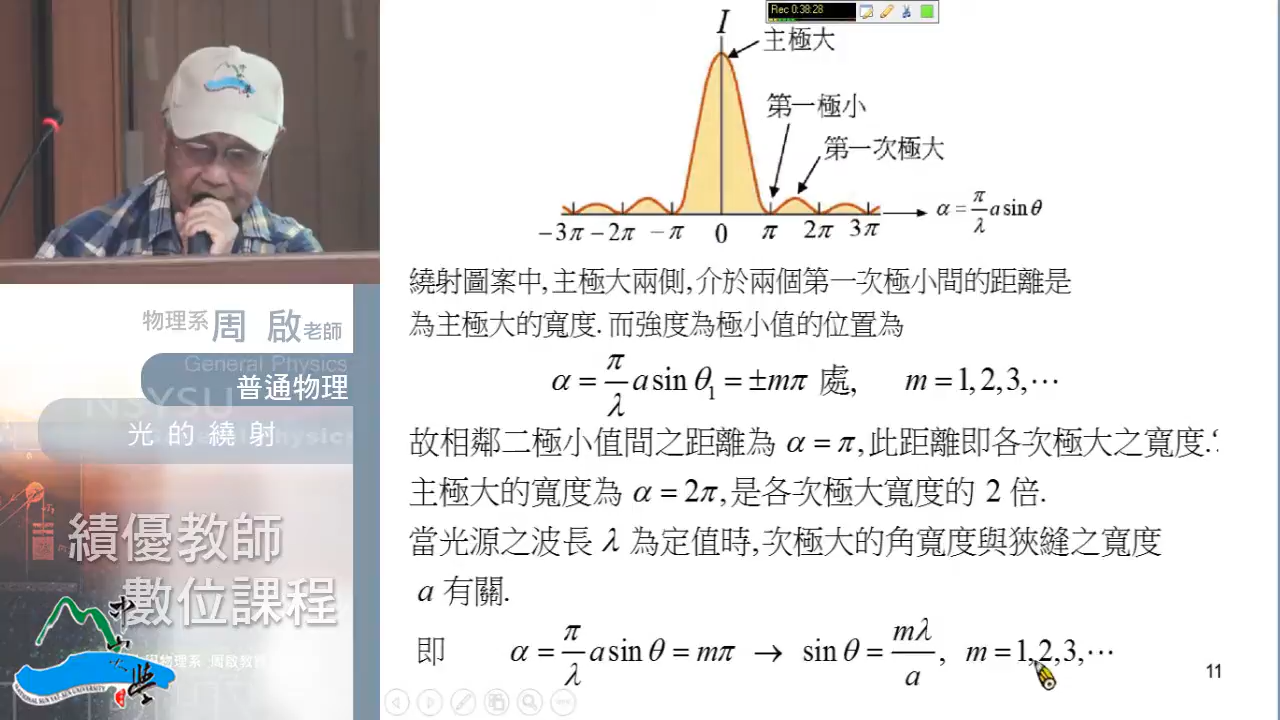 Rec 0:38:28
I
主極大
第一極小
第一次極大
−3π −2π −π 0 π 2π 3π
α = π/λ a sin θ
繞射圖案中, 主極大兩側, 介於兩個第一次極小間的距離是
為主極大的寬度. 而強度為極小值的位置為
α = π/λ a sin θ₁ = ±mπ 處, m = 1, 2, 3, ⋯
故相鄰二極小值間之距離為 α = π, 此距離即各次極大之寬度.
主極大的寬度為 α = 2π, 是各次極大寬度的 2 倍.
當光源之波長 λ 為定值時, 次極大的角寬度與狹縫之寬度
a 有關.
即 α = π/λ a sin θ = mπ → sin θ = mλ/a, m = 1, 2, 3, ⋯
11
物理系 周 啟 老師
General Physics
普通物理
NSYSU
光 的 繞 射
績優教師
數位課程